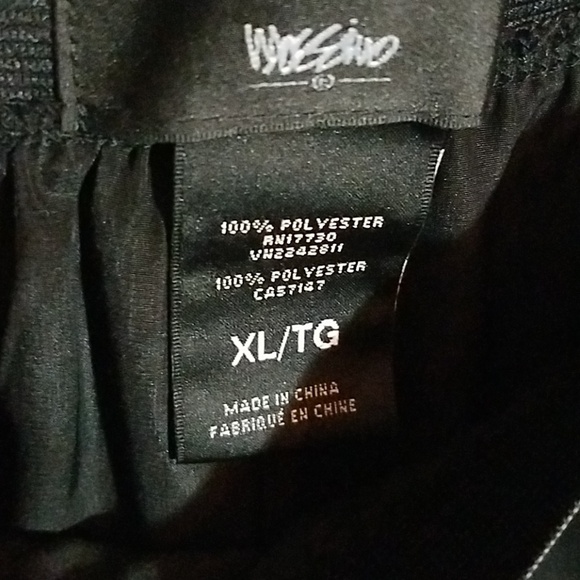 Mossimo
100% POLYESTER
RN17730
VN2242811
100% POLYESTER
CA57147
XL/TG
MADE IN CHINA
FABRIQUÉ EN CHINE